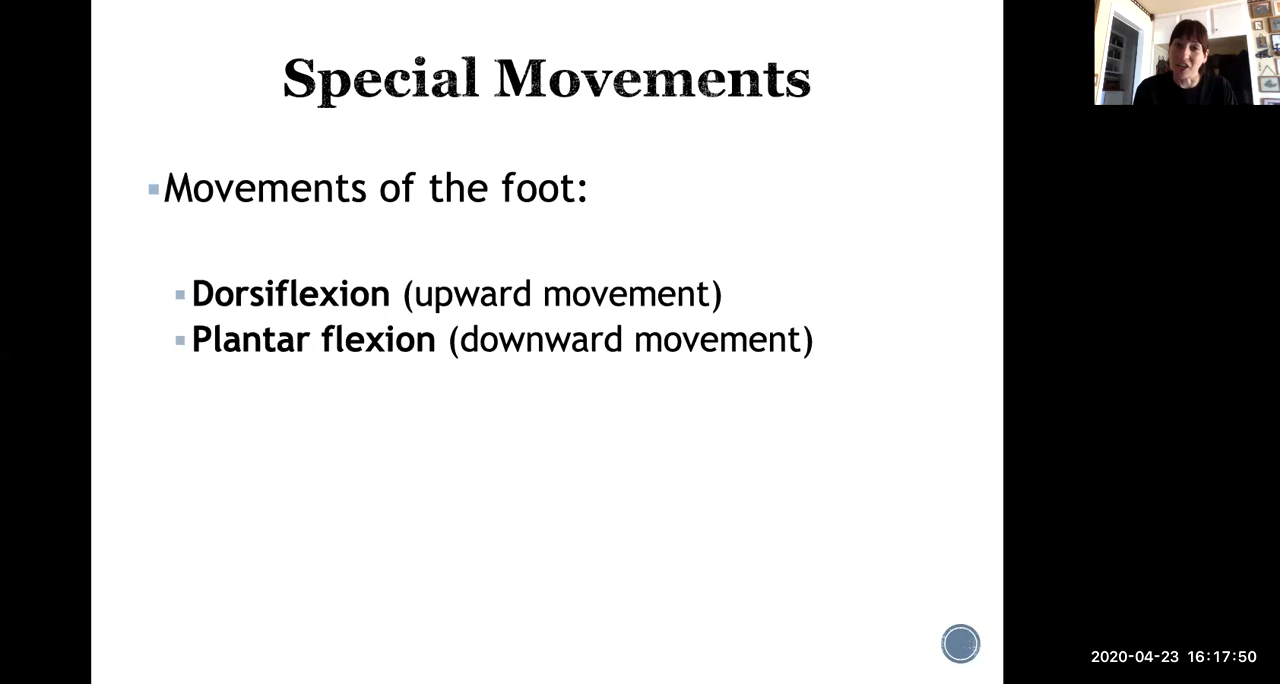 Special Movements
Movements of the foot:
Dorsiflexion (upward movement)
Plantar flexion (downward movement)
2020-04-23 16:17:50